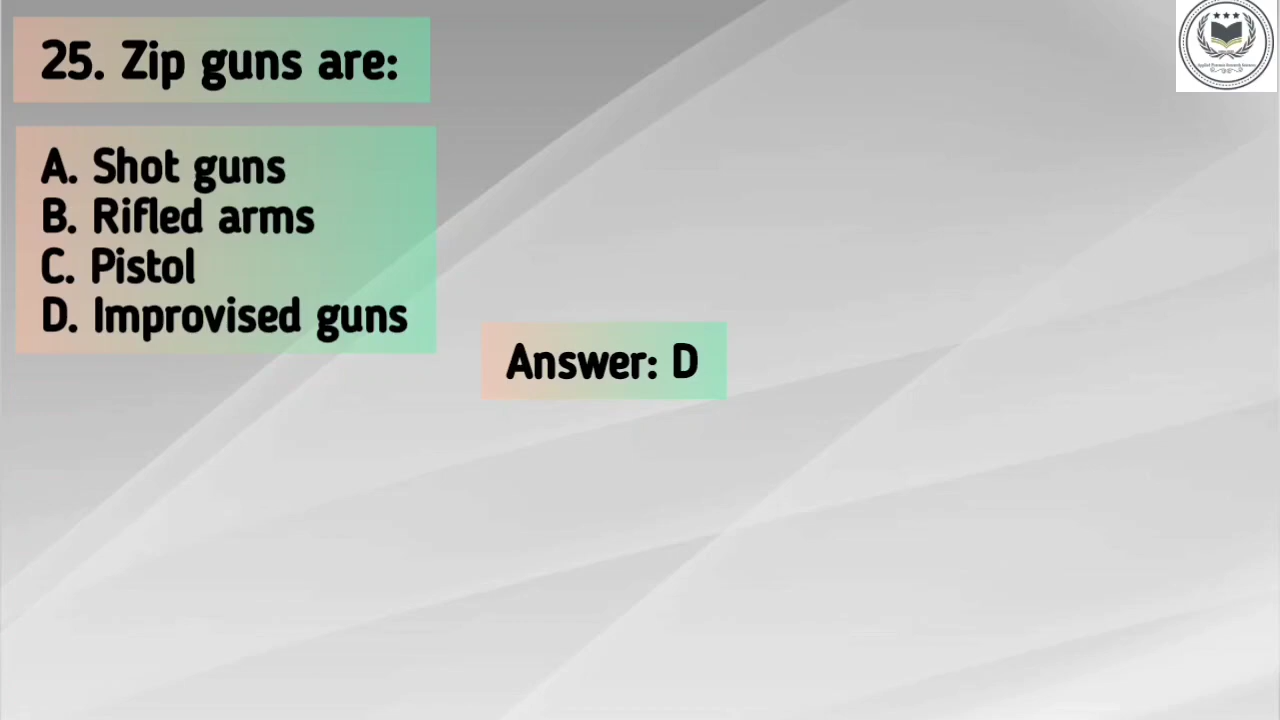 25. Zip guns are:
A. Shot guns
B. Rifled arms
C. Pistol
D. Improvised guns
Answer: D